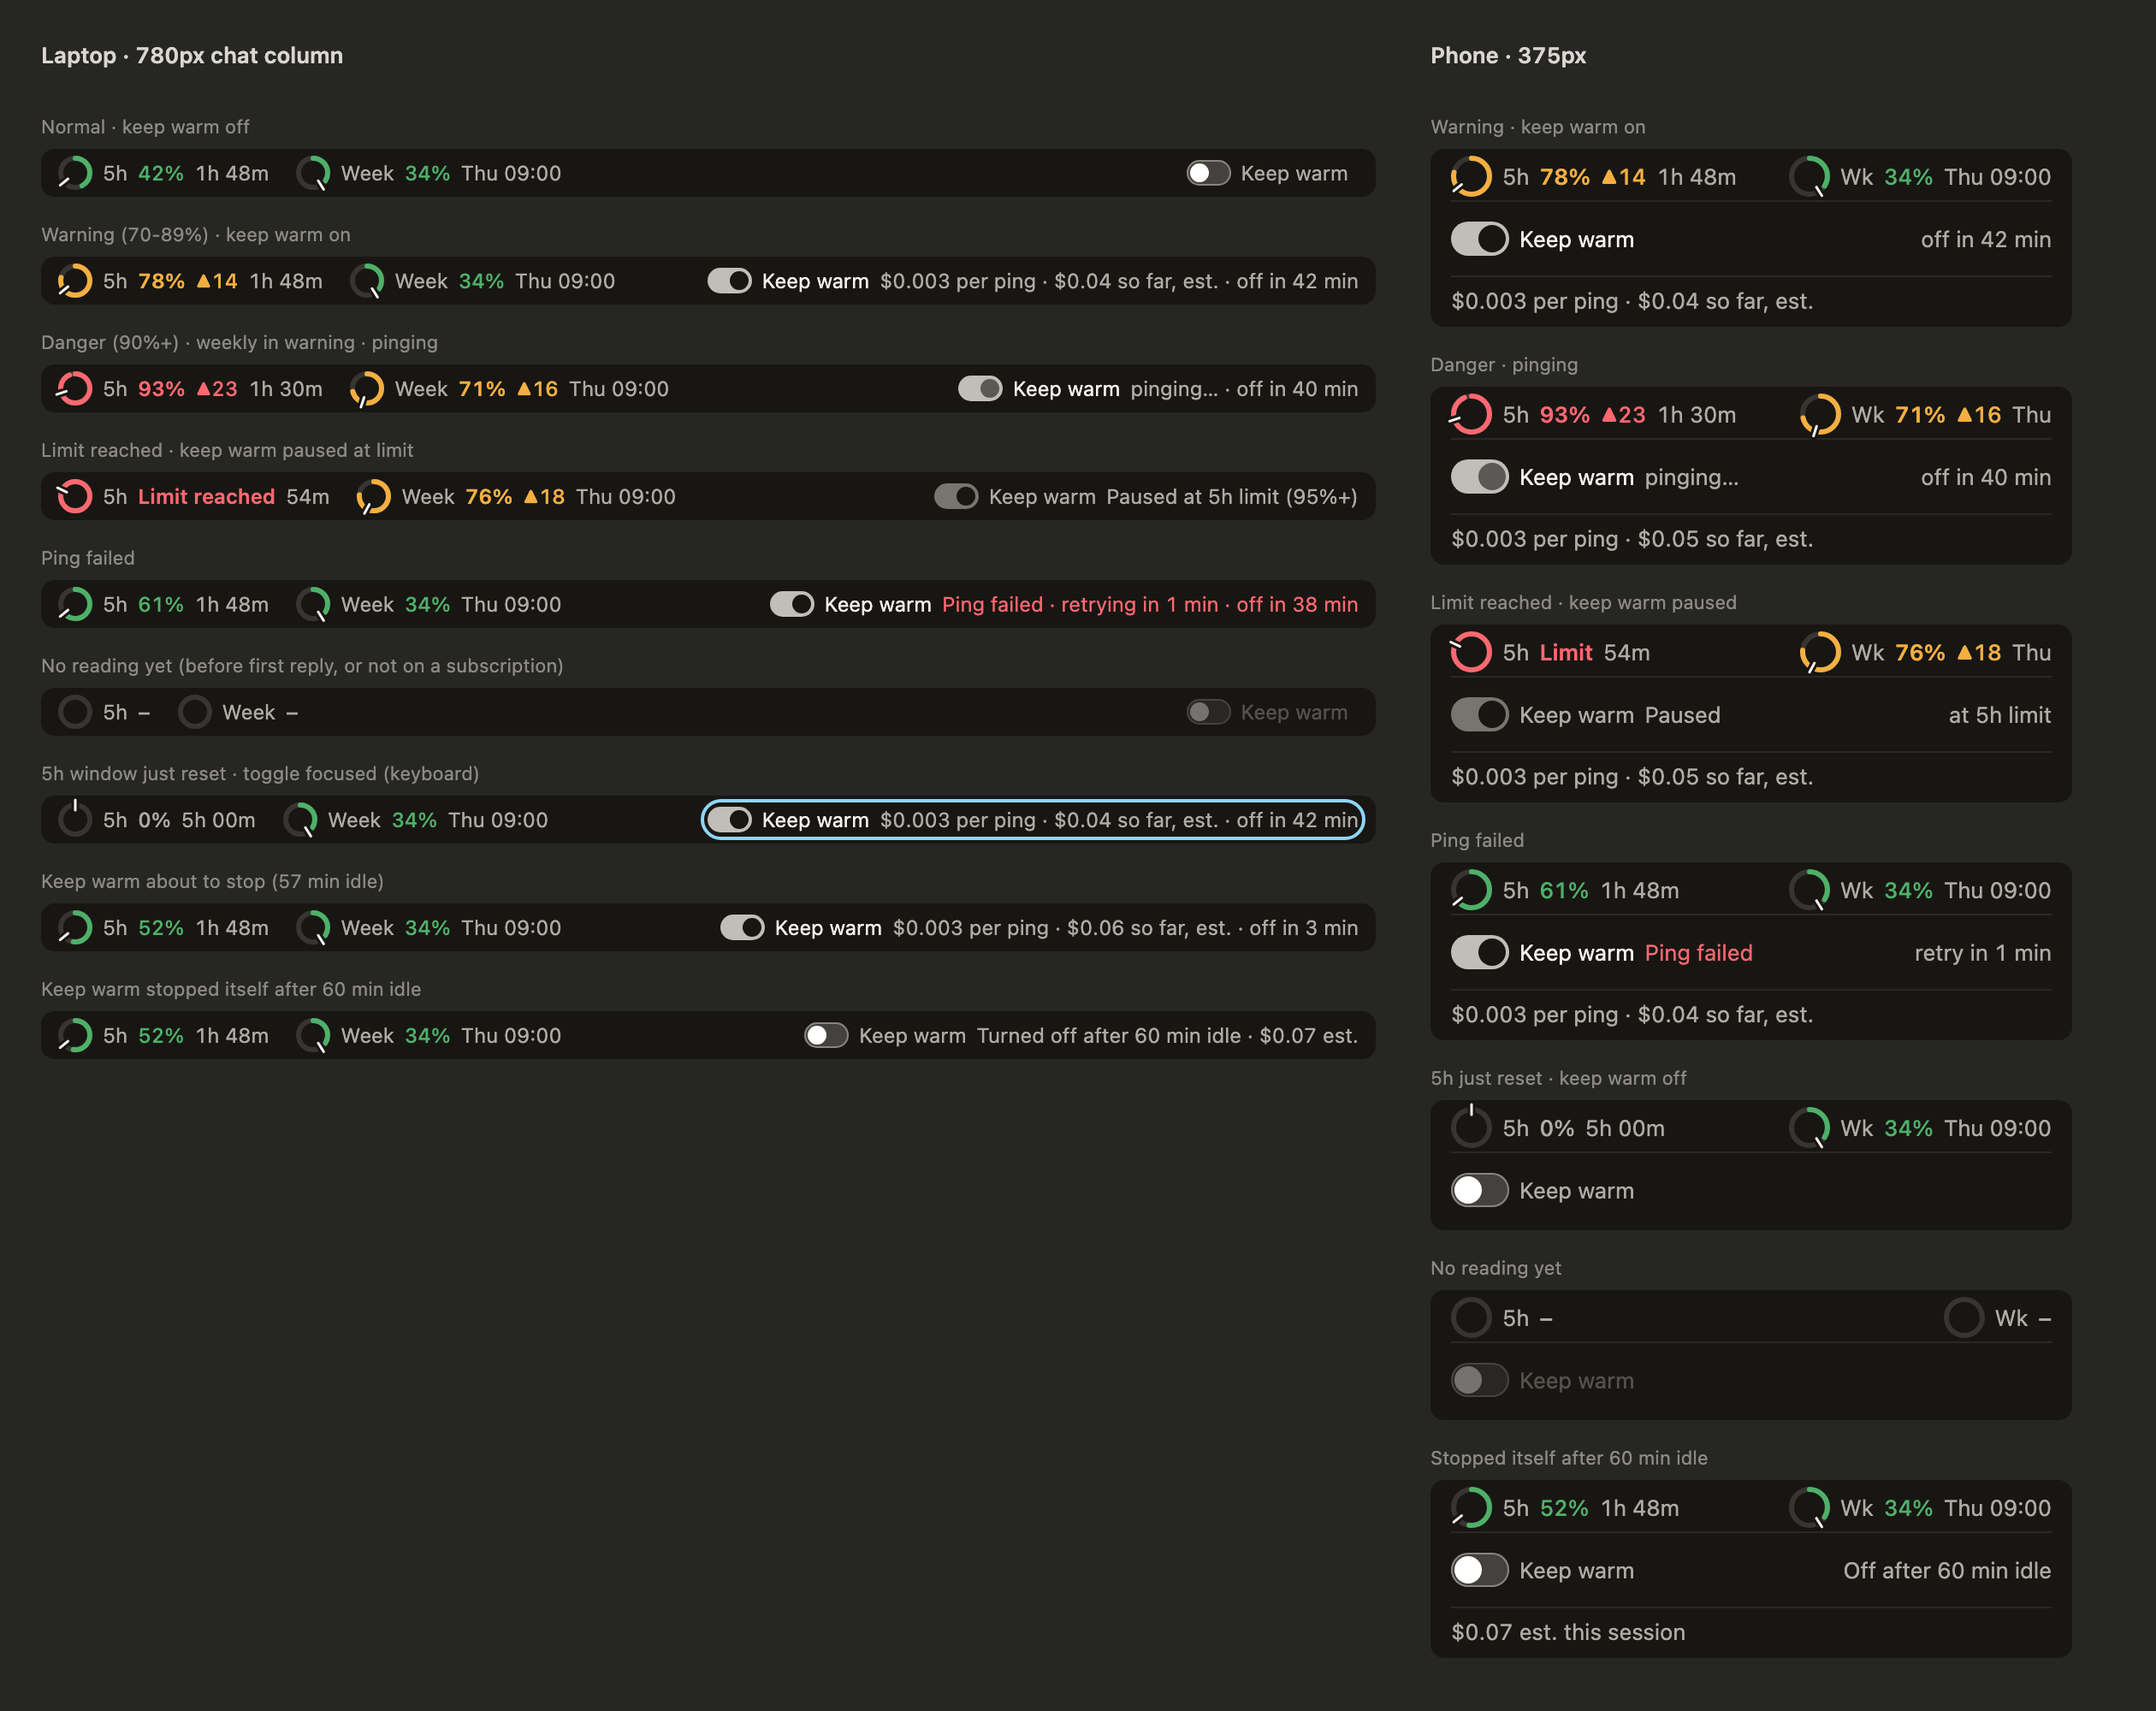 Laptop · 780px chat column
Normal · keep warm off
5h 42% 1h 48m Week 34% Thu 09:00 Keep warm
Warning (70-89%) · keep warm on
5h 78% ▲14 1h 48m Week 34% Thu 09:00 Keep warm $0.003 per ping · $0.04 so far, est. · off in 42 min
Danger (90%+) · weekly in warning · pinging
5h 93% ▲23 1h 30m Week 71% ▲16 Thu 09:00 Keep warm pinging... · off in 40 min
Limit reached · keep warm paused at limit
5h Limit reached 54m Week 76% ▲18 Thu 09:00 Keep warm Paused at 5h limit (95%+)
Ping failed
5h 61% 1h 48m Week 34% Thu 09:00 Keep warm Ping failed · retrying in 1 min · off in 38 min
No reading yet (before first reply, or not on a subscription)
5h – Week – Keep warm
5h window just reset · toggle focused (keyboard)
5h 0% 5h 00m Week 34% Thu 09:00 Keep warm $0.003 per ping · $0.04 so far, est. · off in 42 min
Keep warm about to stop (57 min idle)
5h 52% 1h 48m Week 34% Thu 09:00 Keep warm $0.003 per ping · $0.06 so far, est. · off in 3 min
Keep warm stopped itself after 60 min idle
5h 52% 1h 48m Week 34% Thu 09:00 Keep warm Turned off after 60 min idle · $0.07 est.
Phone · 375px
Warning · keep warm on
5h 78% ▲14 1h 48m Wk 34% Thu 09:00
Keep warm off in 42 min
$0.003 per ping · $0.04 so far, est.
Danger · pinging
5h 93% ▲23 1h 30m Wk 71% ▲16 Thu
Keep warm pinging... off in 40 min
$0.003 per ping · $0.05 so far, est.
Limit reached · keep warm paused
5h Limit 54m Wk 76% ▲18 Thu
Keep warm Paused at 5h limit
$0.003 per ping · $0.05 so far, est.
Ping failed
5h 61% 1h 48m Wk 34% Thu 09:00
Keep warm Ping failed retry in 1 min
$0.003 per ping · $0.04 so far, est.
5h just reset · keep warm off
5h 0% 5h 00m Wk 34% Thu 09:00
Keep warm
No reading yet
5h – Wk –
Keep warm
Stopped itself after 60 min idle
5h 52% 1h 48m Wk 34% Thu 09:00
Keep warm Off after 60 min idle
$0.07 est. this session